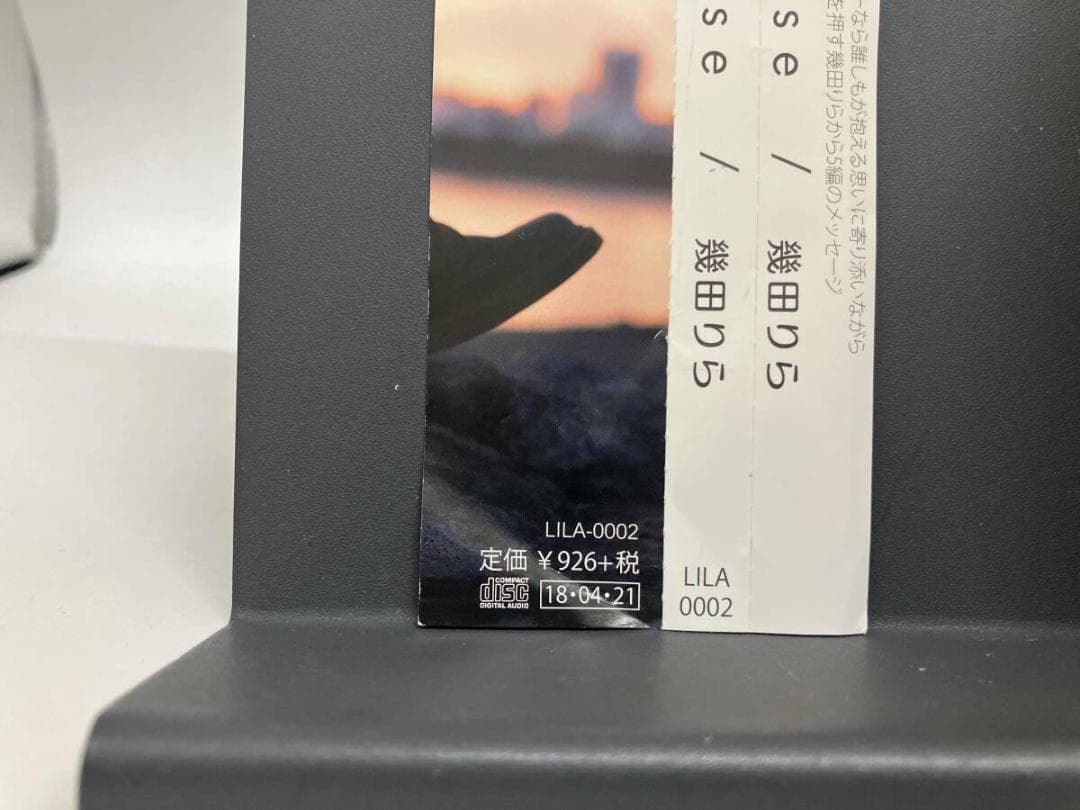 ーなら誰しもが抱える思いに寄り添いながら
を押す幾田りらから5編のメッセージ
se / 幾田りら
se / 幾田りら
LILA-0002
定価 ¥926+税
COMPACT
disc
DIGITAL AUDIO
18・04・21
LILA
0002